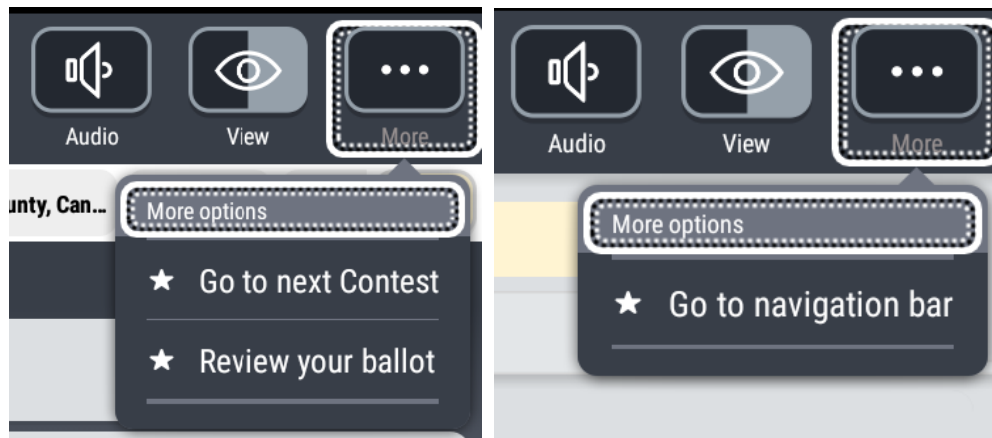 Audio
View
More
unty, Can...
More options
Go to next Contest
Review your ballot
Audio
View
More
More options
Go to navigation bar